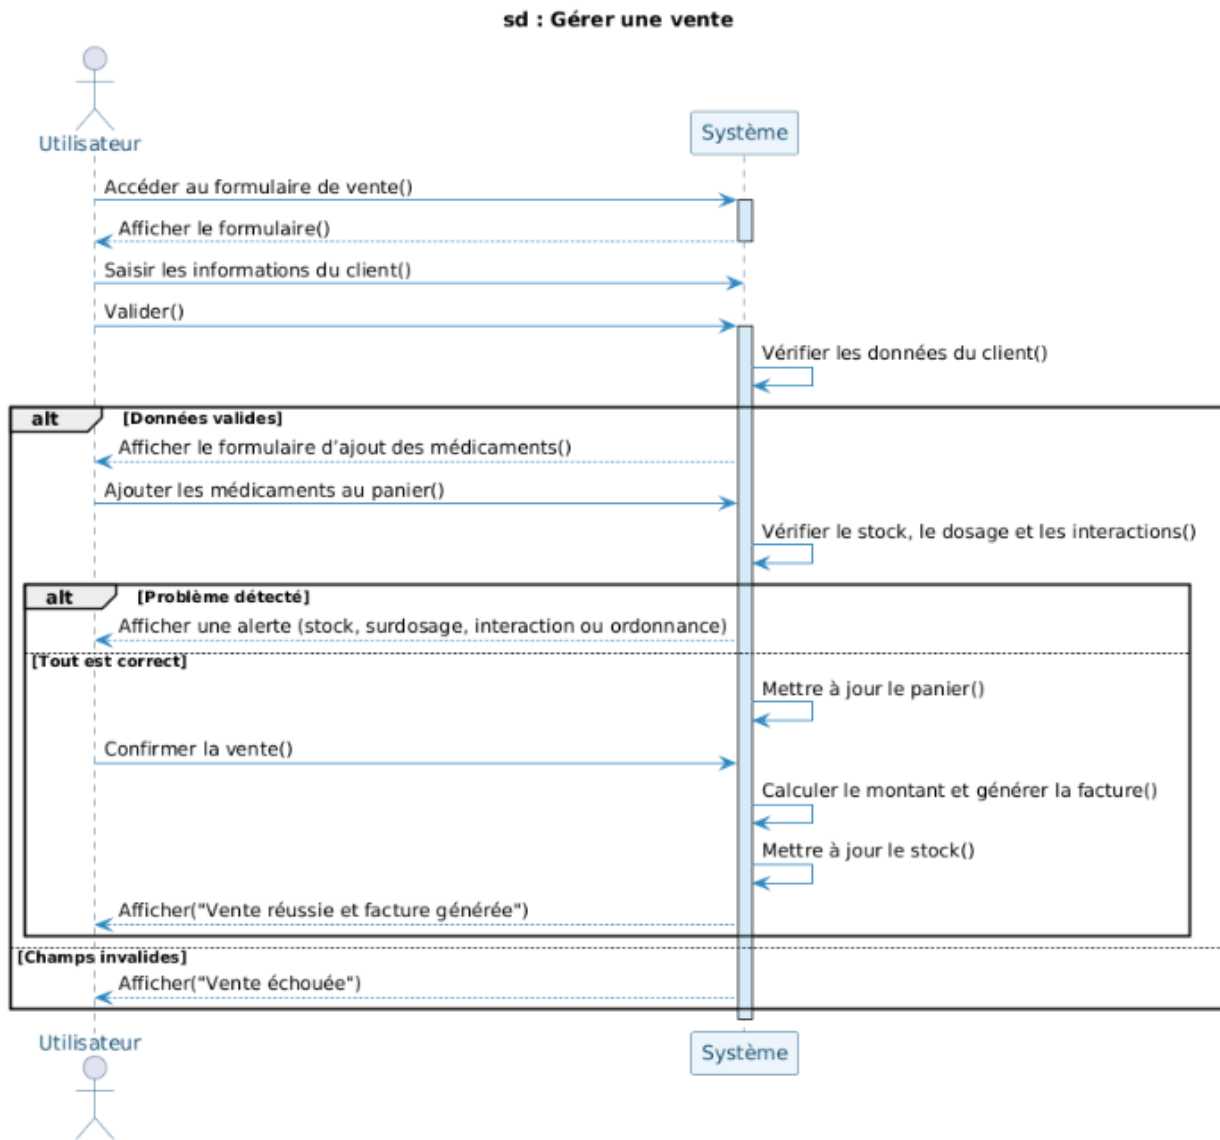 sd : Gérer une vente
Utilisateur
Système
Accéder au formulaire de vente()
Afficher le formulaire()
Saisir les informations du client()
Valider()
Vérifier les données du client()
alt [Données valides]
Afficher le formulaire d'ajout des médicaments()
Ajouter les médicaments au panier()
Vérifier le stock, le dosage et les interactions()
alt [Problème détecté]
Afficher une alerte (stock, surdosage, interaction ou ordonnance)
[Tout est correct]
Mettre à jour le panier()
Confirmer la vente()
Calculer le montant et générer la facture()
Mettre à jour le stock()
Afficher("Vente réussie et facture générée")
[Champs invalides]
Afficher("Vente échouée")
Utilisateur
Système